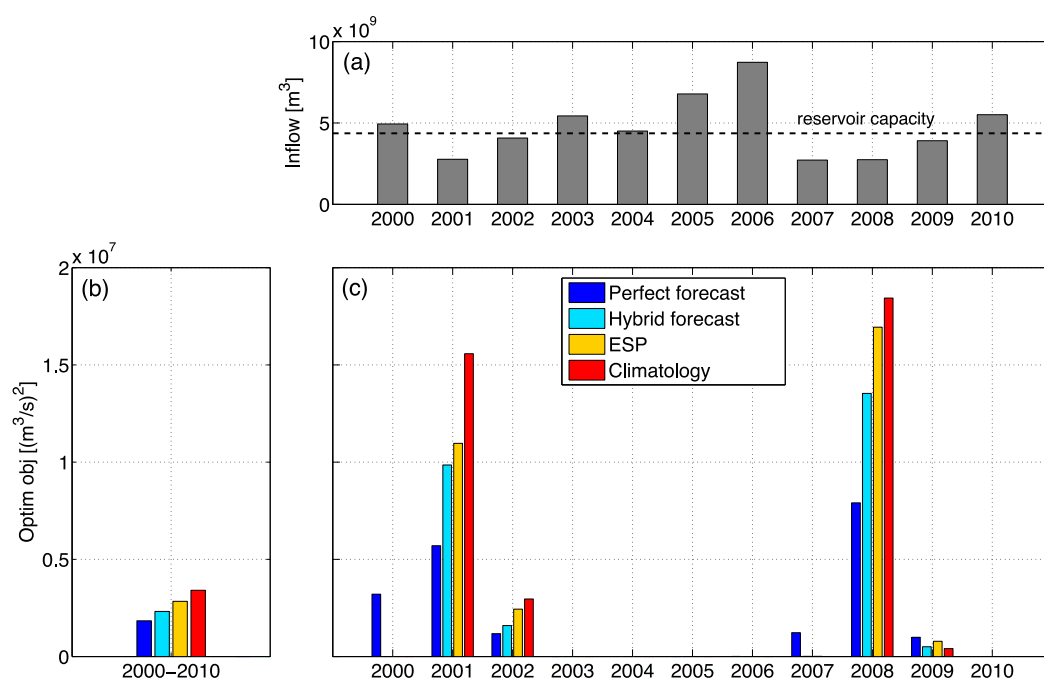 x 10^9
10
(a)
Inflow [m^3]
reservoir capacity
5
0
2000 2001 2002 2003 2004 2005 2006 2007 2008 2009 2010
x 10^7
2
(b)
(c)
Perfect forecast
Hybrid forecast
ESP
Climatology
1.5
Optim obj [(m^3/s)^2]
1
0.5
0
2000−2010
2000 2001 2002 2003 2004 2005 2006 2007 2008 2009 2010